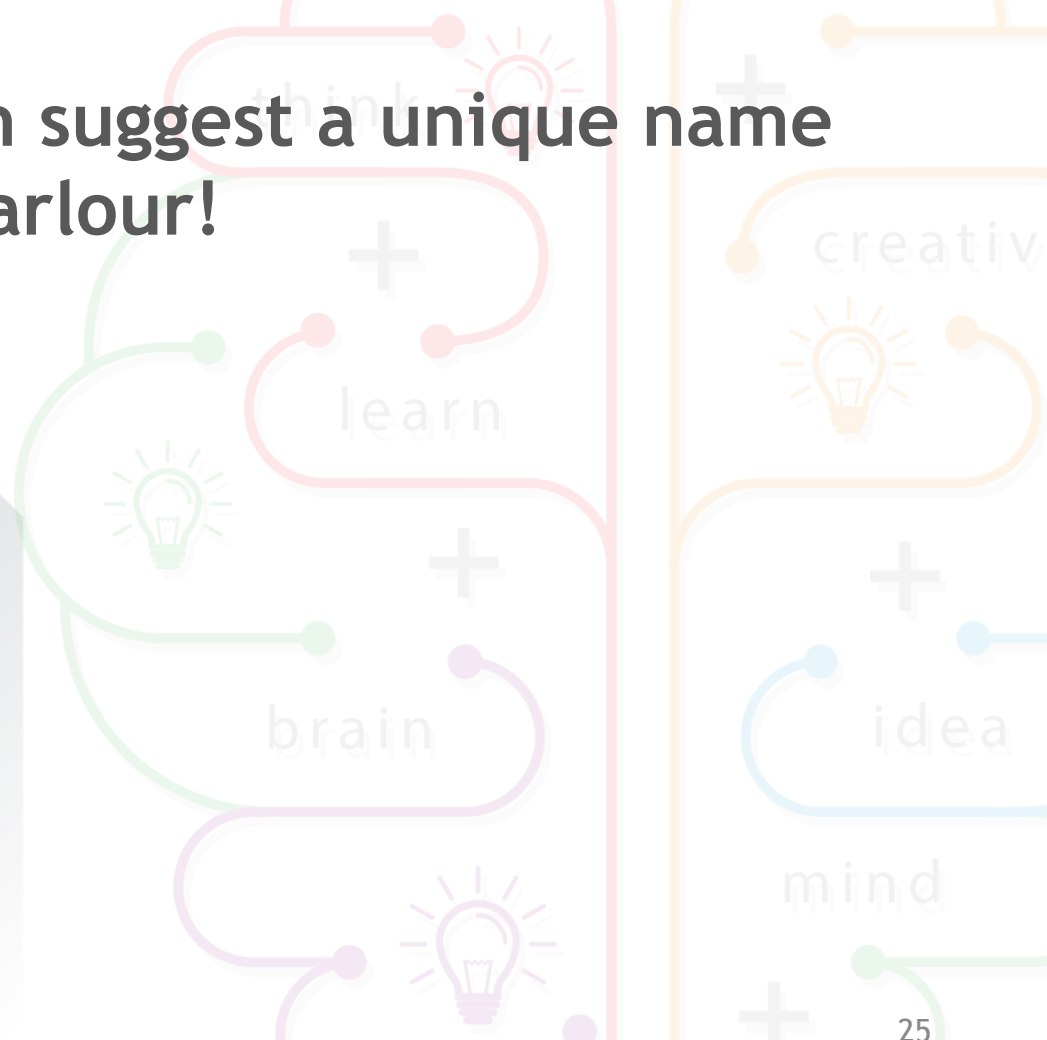 n suggest a unique name
arlour!
think
creativ
learn
brain
idea
mind
25